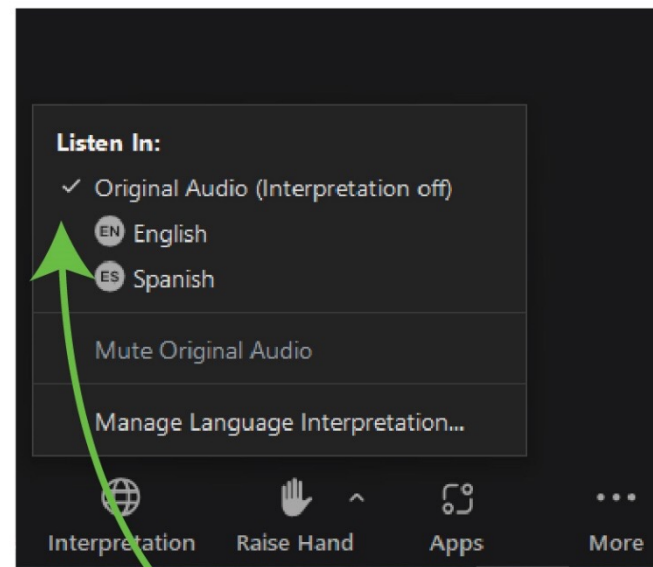 Listen In:
Original Audio (Interpretation off)
EN English
ES Spanish
Mute Original Audio
Manage Language Interpretation...
Interpretation Raise Hand Apps More